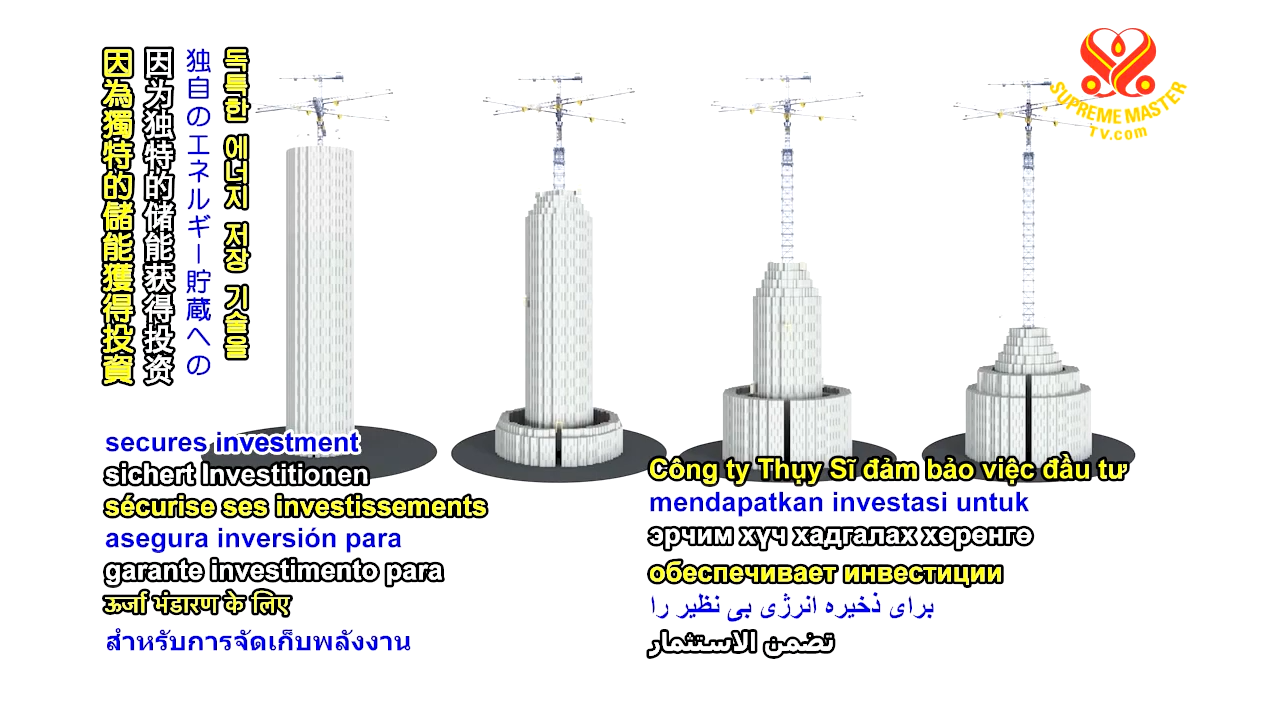 因為獨特的儲能獲得投資
因为独特的储能获得投资
独自のエネルギー貯蔵への
독특한 에너지 저장 기술을
SUPREME MASTER
TV.com
secures investment
sichert Investitionen
sécurise ses investissements
asegura inversión para
garante investimento para
ऊर्जा भंडारण के लिए
สำหรับการจัดเก็บพลังงาน
Công ty Thụy Sĩ đảm bảo việc đầu tư
mendapatkan investasi untuk
эрчим хүч хадгалах хөрөнгө
обеспечивает инвестиции
برای ذخیره انرژی بی نظیر را
تضمن الاستثمار